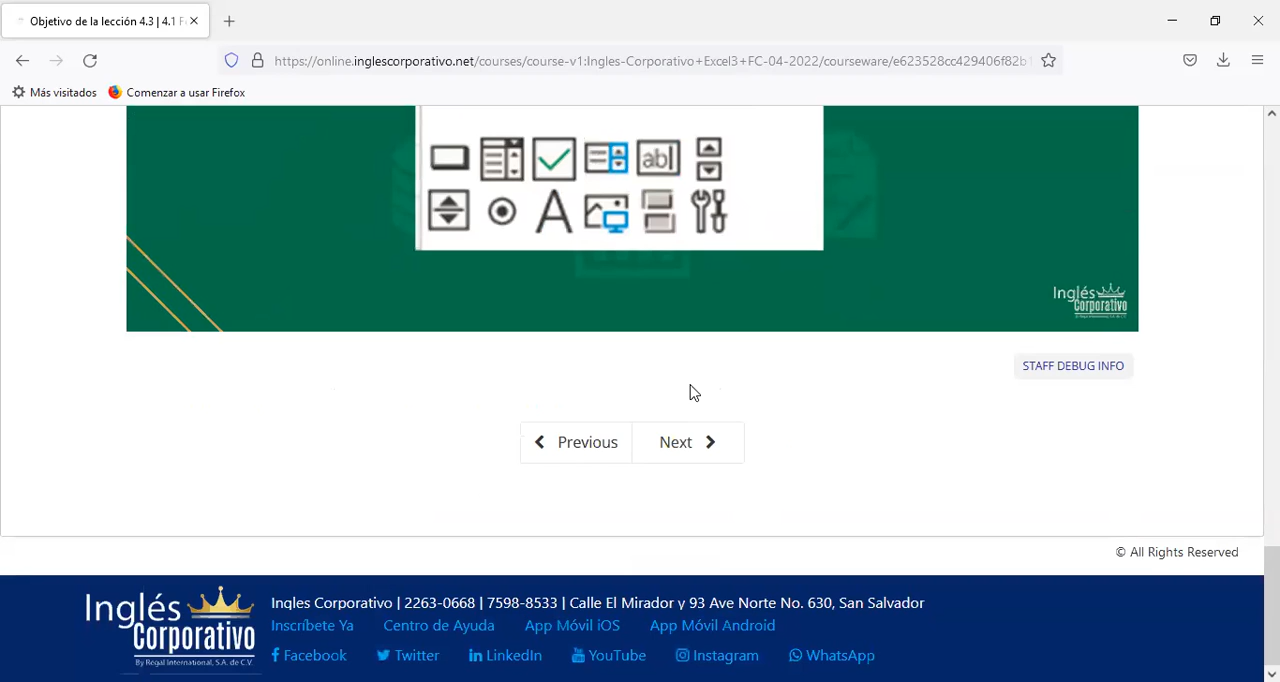 Objetivo de la lección 4.3 | 4.1 F
https://online.inglescorporativo.net/courses/course-v1:Ingles-Corporativo+Excel3+FC-04-2022/courseware/e623528cc429406f82b1
Más visitados Comenzar a usar Firefox
ab
A
Inglés
Corporativo
STAFF DEBUG INFO
Previous Next
© All Rights Reserved
Inglés
Corporativo
By Regal International, S.A. de C.V.
Ingles Corporativo | 2263-0668 | 7598-8533 | Calle El Mirador y 93 Ave Norte No. 630, San Salvador
Inscríbete Ya Centro de Ayuda App Móvil iOS App Móvil Android
Facebook Twitter LinkedIn YouTube Instagram WhatsApp